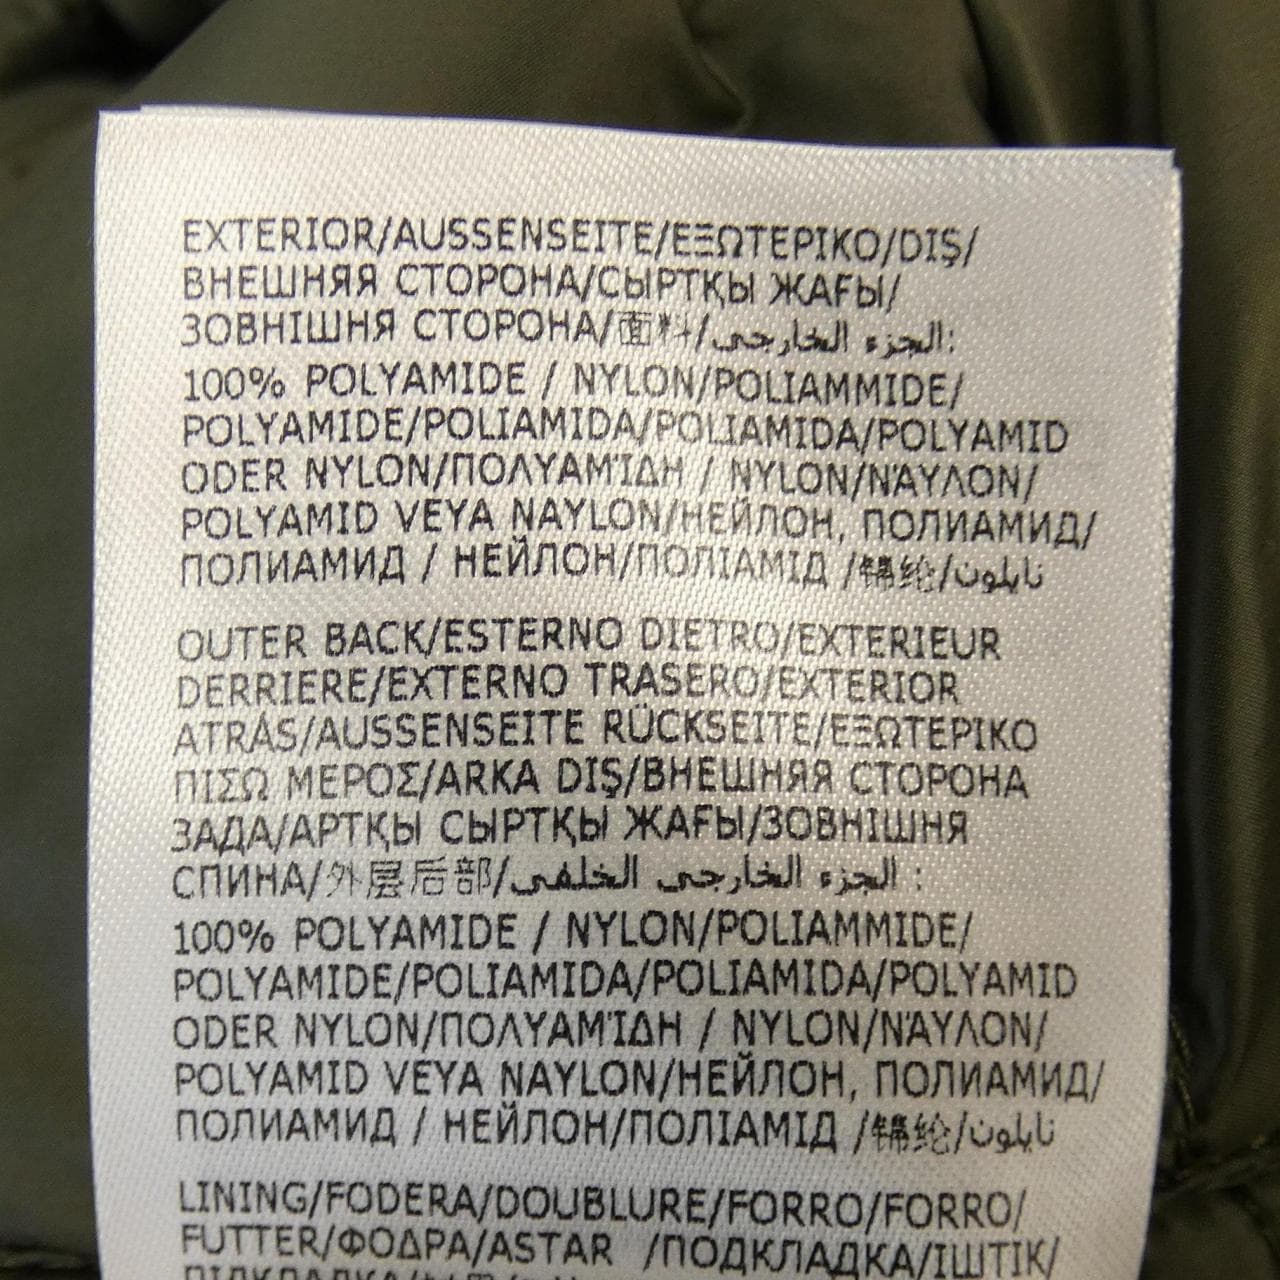 EXTERIOR/AUSSENSEITE/ΕΞΩΤΕΡΙΚΟ/DIŞ/
ВНЕШНЯЯ СТОРОНА/СЫРТҚЫ ЖАҒЫ/
ЗОВНІШНЯ СТОРОНА/面料/الجزء الخارجي:
100% POLYAMIDE / NYLON/POLIAMMIDE/
POLYAMIDE/POLIAMIDA/POLIAMIDA/POLYAMID
ODER NYLON/ΠΟΛΥΑΜΊΔΗ / NYLON/ΝΆΥΛΟΝ/
POLYAMID VEYA NAYLON/НЕЙЛОН, ПОЛИАМИД/
ПОЛИАМИД / НЕЙЛОН/ПОЛІАМІД /锦纶/نايلون
OUTER BACK/ESTERNO DIETRO/EXTERIEUR
DERRIERE/EXTERNO TRASERO/EXTERIOR
ATRÁS/AUSSENSEITE RÜCKSEITE/ΕΞΩΤΕΡΙΚΟ
ΠΙΣΩ ΜΕΡΟΣ/ARKA DIŞ/ВНЕШНЯЯ СТОРОНА
ЗАДА/АРТҚЫ СЫРТҚЫ ЖАҒЫ/ЗОВНІШНЯ
СПИНА/外层后部/الجزء الخارجي الخلفي :
100% POLYAMIDE / NYLON/POLIAMMIDE/
POLYAMIDE/POLIAMIDA/POLIAMIDA/POLYAMID
ODER NYLON/ΠΟΛΥΑΜΊΔΗ / NYLON/ΝΆΥΛΟΝ/
POLYAMID VEYA NAYLON/НЕЙЛОН, ПОЛИАМИД/
ПОЛИАМИД / НЕЙЛОН/ПОЛІАМІД /锦纶/نايلون
LINING/FODERA/DOUBLURE/FORRO/FORRO/
FUTTER/ΦΟΔΡΑ/ASTAR /ПОДКЛАДКА/ІШТІК/